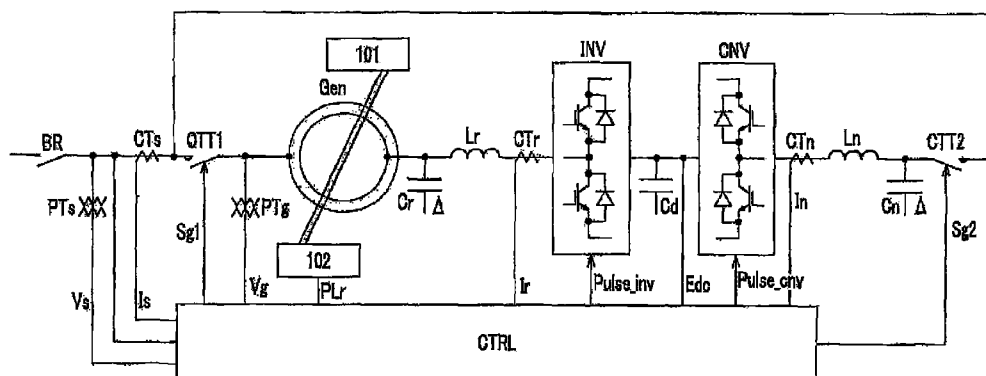 101
INV
CNV
Gen
BR
CTs
QTT1
Lr
CTr
CTn
Ln
CTT2
PTs
PTg
Cr
Cd
Cn
Sg1
In
Sg2
102
Vs
Is
Vg
PLr
Ir
Pulse_inv
Edc
Pulse_cnv
CTRL